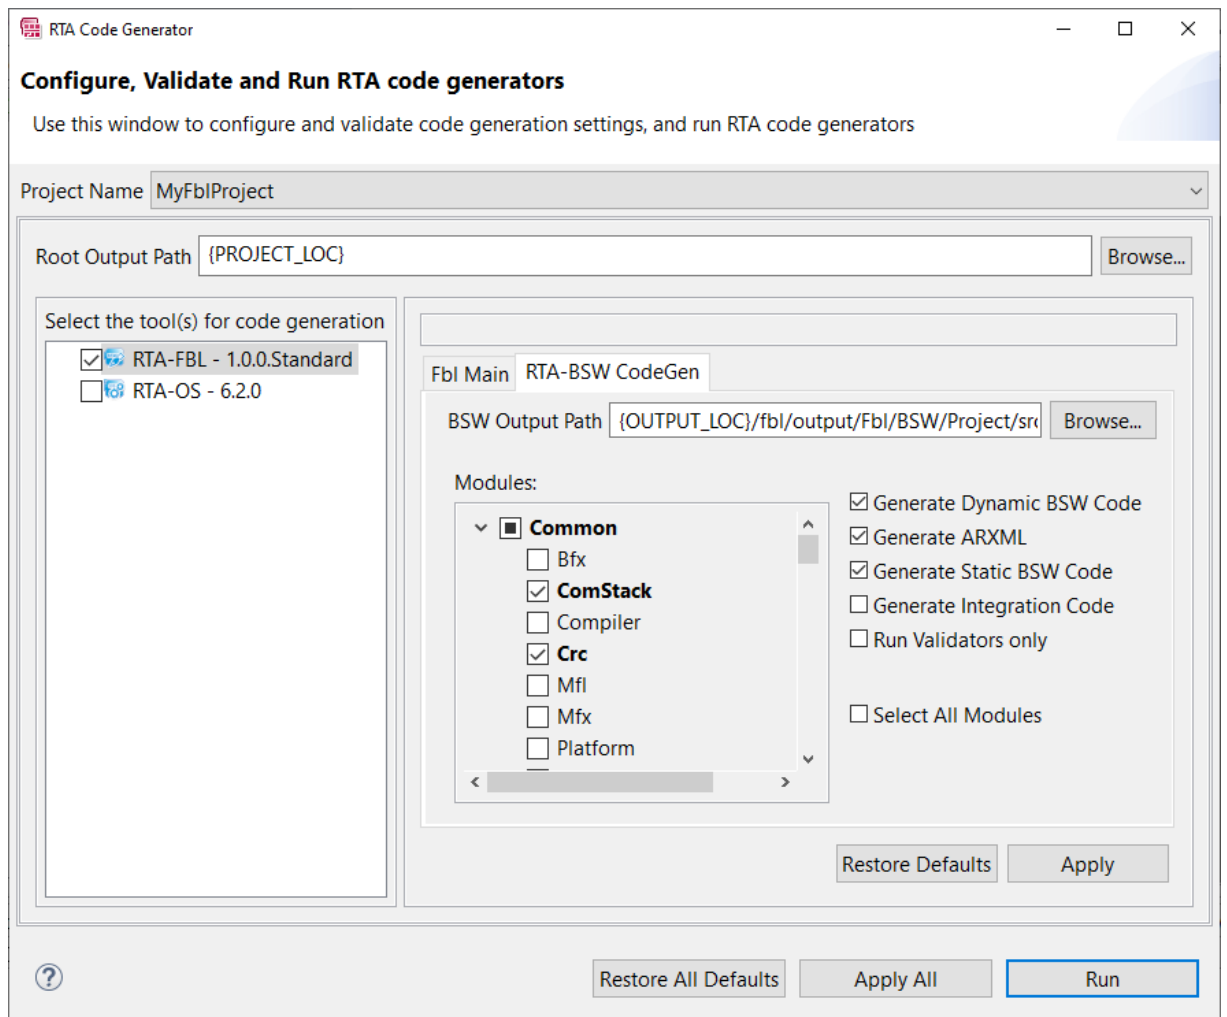 RTA Code Generator
Configure, Validate and Run RTA code generators
Use this window to configure and validate code generation settings, and run RTA code generators
Project Name MyFblProject
Root Output Path {PROJECT_LOC} Browse...
Select the tool(s) for code generation
RTA-FBL - 1.0.0.Standard
RTA-OS - 6.2.0
Fbl Main RTA-BSW CodeGen
BSW Output Path {OUTPUT_LOC}/fbl/output/Fbl/BSW/Project/src Browse...
Modules:
Common
Bfx
ComStack
Compiler
Crc
Mfl
Mfx
Platform
Generate Dynamic BSW Code
Generate ARXML
Generate Static BSW Code
Generate Integration Code
Run Validators only
Select All Modules
Restore Defaults Apply
Restore All Defaults Apply All Run